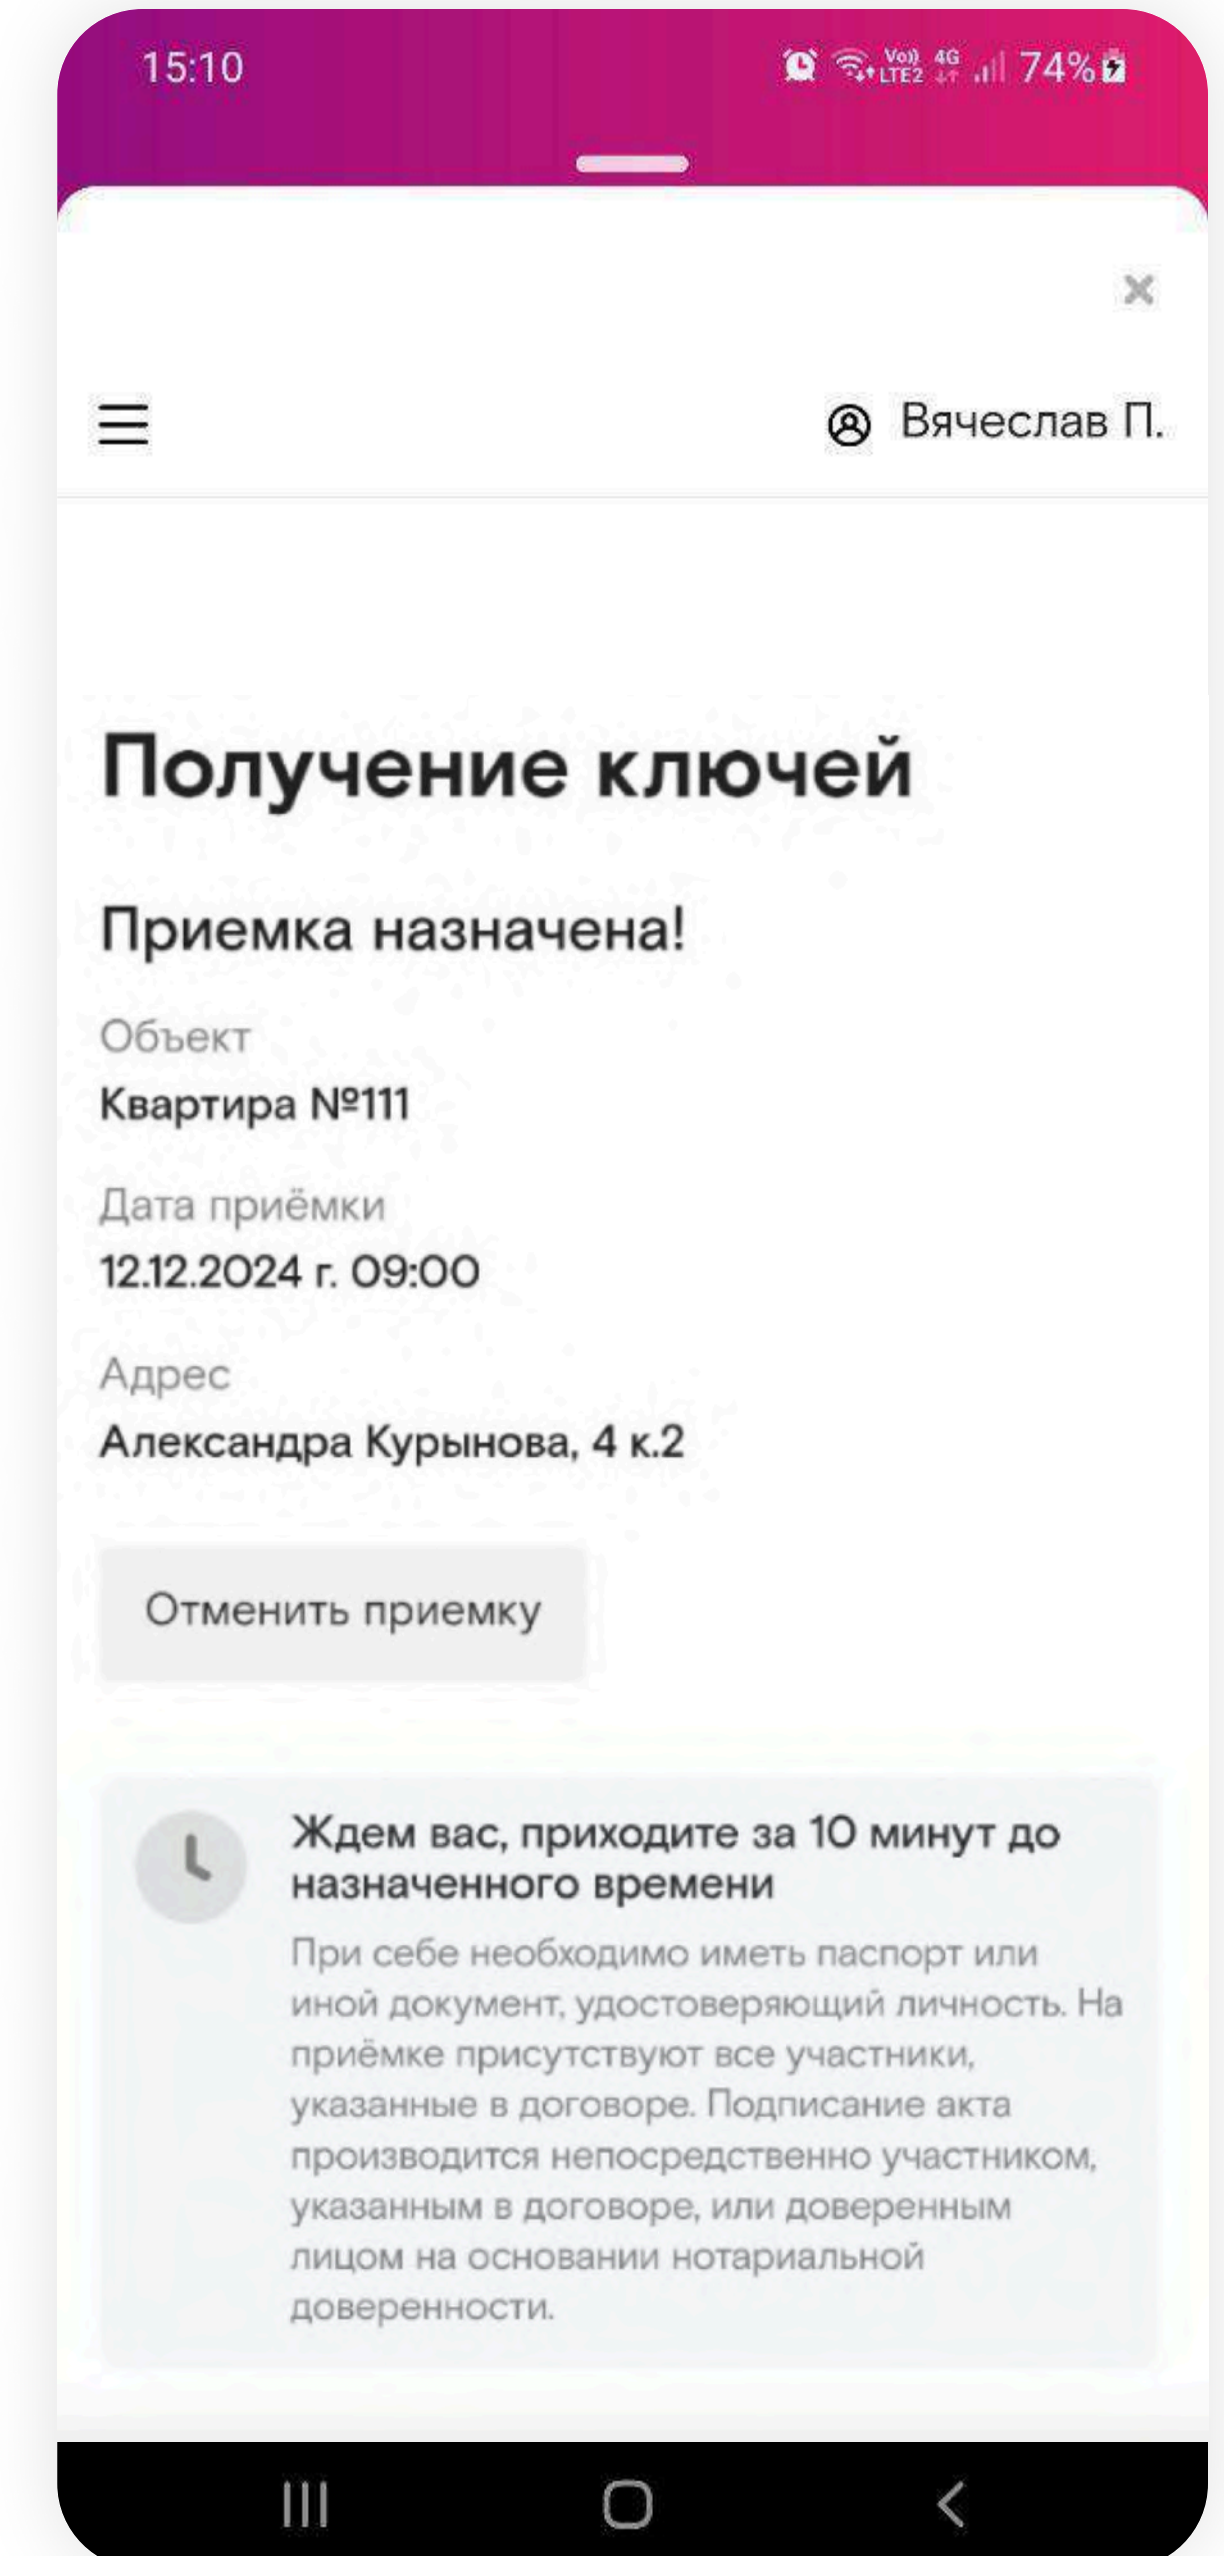 15:10
Vo)) LTE2 4G 74%
Вячеслав П.
Получение ключей
Приемка назначена!
Объект
Квартира №111
Дата приёмки
12.12.2024 г. 09:00
Адрес
Александра Курынова, 4 к.2
Отменить приемку
Ждем вас, приходите за 10 минут до
назначенного времени
При себе необходимо иметь паспорт или
иной документ, удостоверяющий личность. На
приёмке присутствуют все участники,
указанные в договоре. Подписание акта
производится непосредственно участником,
указанным в договоре, или доверенным
лицом на основании нотариальной
доверенности.